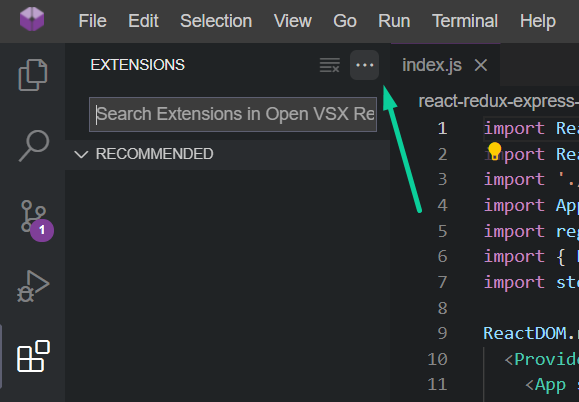 File Edit Selection View Go Run Terminal Help
EXTENSIONS
index.js
Search Extensions in Open VSX Re
react-redux-express-
RECOMMENDED
1 import Rea
2 import Rea
3 import './
4 import App
5 import reg
6 import {
7 import sto
8
9 ReactDOM.
10 <Provide
11 <App
1